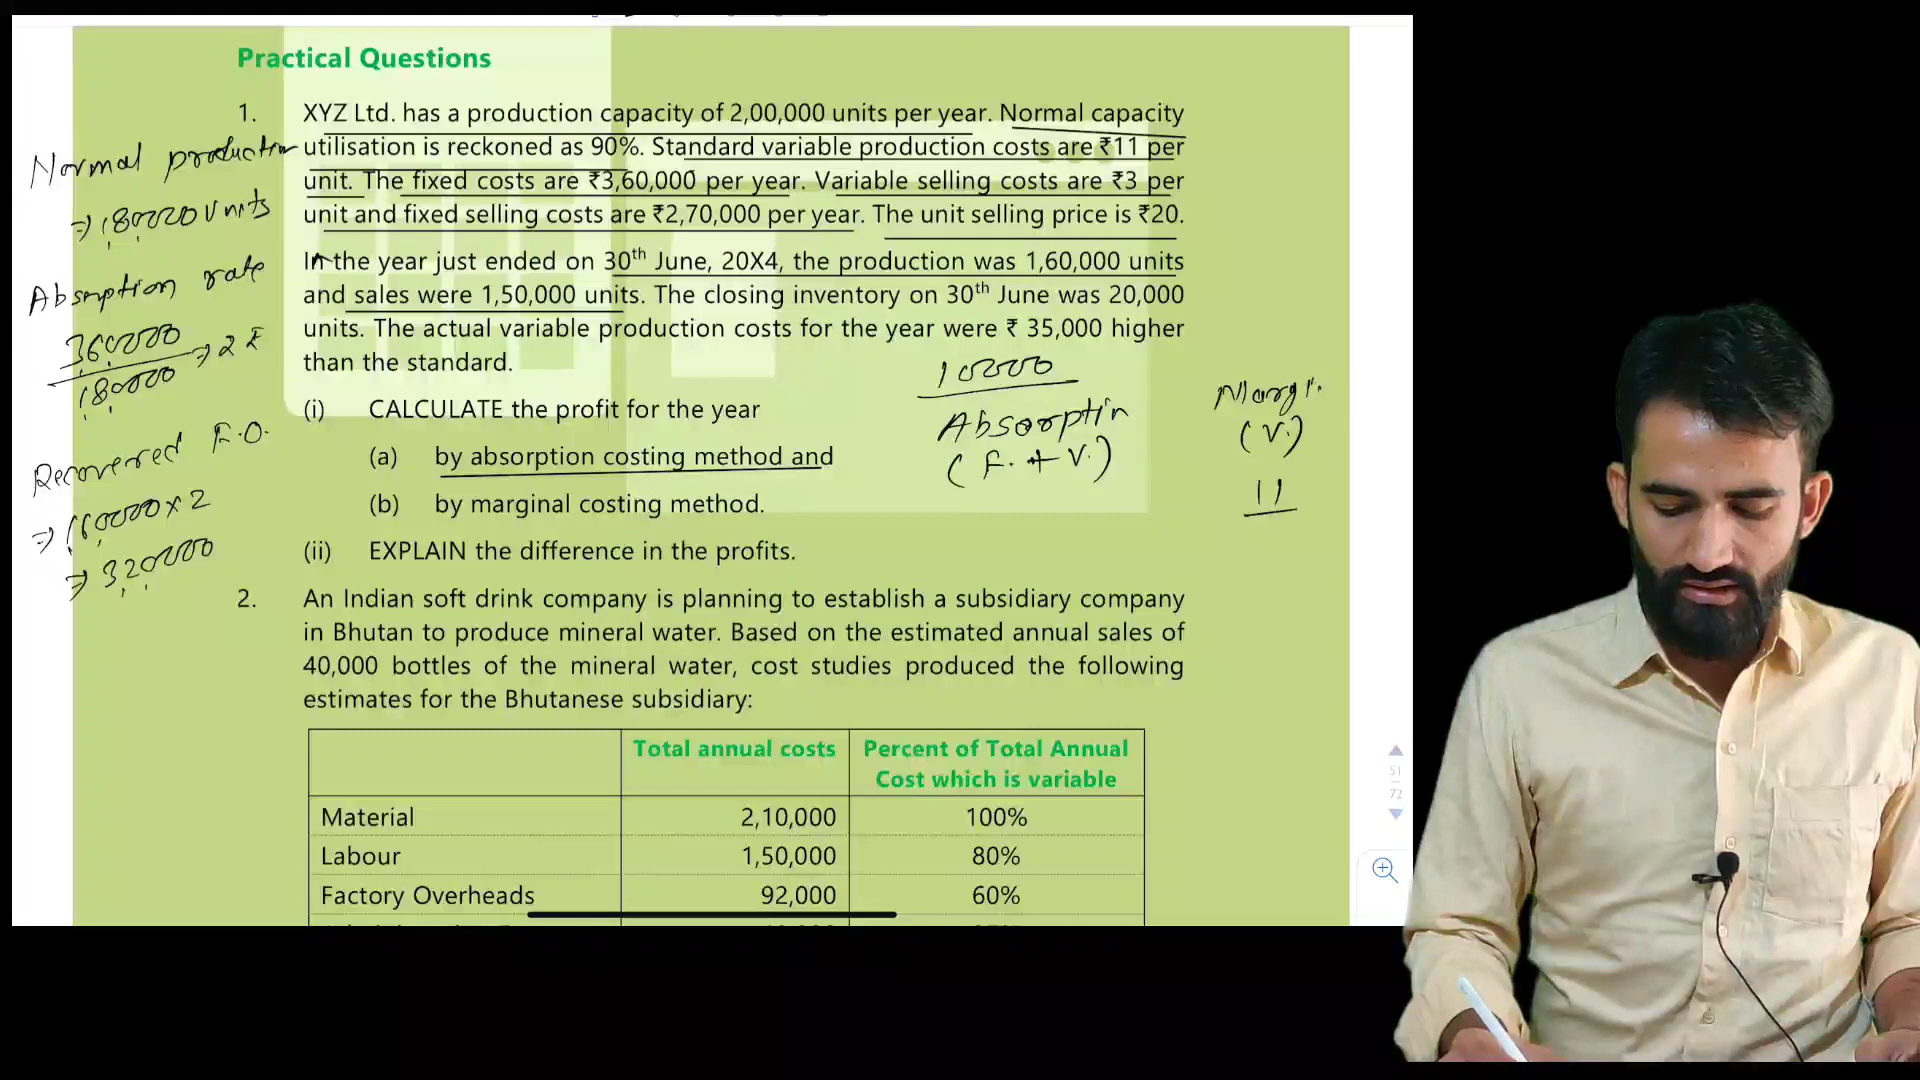 Practical Questions
1. XYZ Ltd. has a production capacity of 2,00,000 units per year. Normal capacity
utilisation is reckoned as 90%. Standard variable production costs are ₹11 per
unit. The fixed costs are ₹3,60,000 per year. Variable selling costs are ₹3 per
unit and fixed selling costs are ₹2,70,000 per year. The unit selling price is ₹20.
In the year just ended on 30th June, 20X4, the production was 1,60,000 units
and sales were 1,50,000 units. The closing inventory on 30th June was 20,000
units. The actual variable production costs for the year were ₹ 35,000 higher
than the standard.
(i) CALCULATE the profit for the year
(a) by absorption costing method and
(b) by marginal costing method.
(ii) EXPLAIN the difference in the profits.
2. An Indian soft drink company is planning to establish a subsidiary company
in Bhutan to produce mineral water. Based on the estimated annual sales of
40,000 bottles of the mineral water, cost studies produced the following
estimates for the Bhutanese subsidiary:
Total annual costs Percent of Total Annual
Cost which is variable
Material 2,10,000 100%
Labour 1,50,000 80%
Factory Overheads 92,000 60%
Normal production
⇒ 180000 Units
Absorption rate
360000
180000
⇒ 2 ₹
Recovered F.O.
⇒ 160000 x 2
⇒ 320000
10000
Absorptin
(F. + V.)
Margi.
(V.)
11
51
72